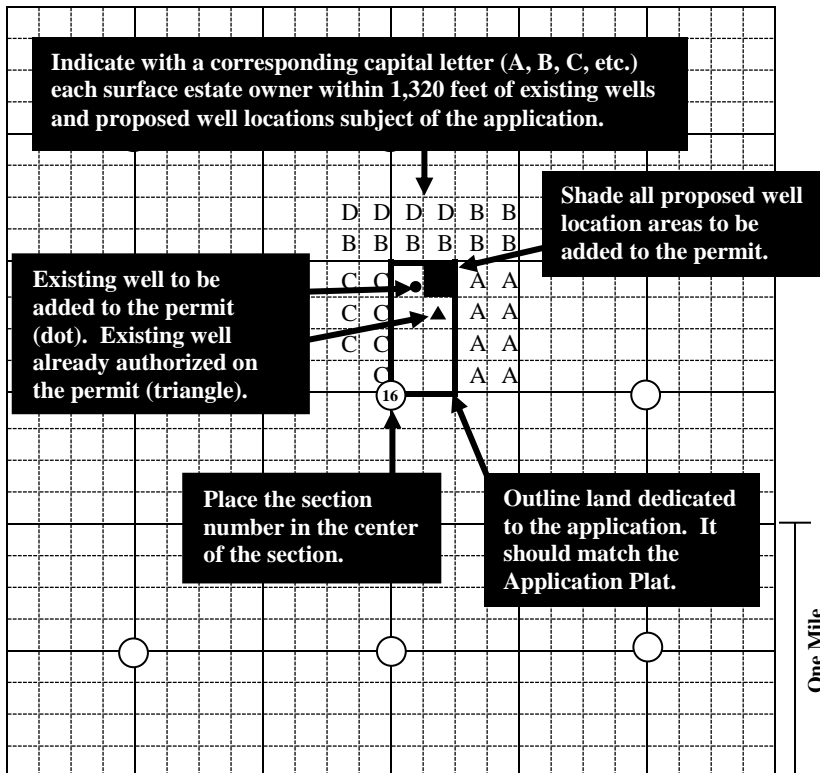 Indicate with a corresponding capital letter (A, B, C, etc.)
each surface estate owner within 1,320 feet of existing wells
and proposed well locations subject of the application.
Shade all proposed well
location areas to be
added to the permit.
D D D D B B
B B B B B B
Existing well to be
added to the permit
(dot). Existing well
already authorized on
the permit (triangle).
C C A A
C C A A
C C A A
C A A
16
Place the section
number in the center
of the section.
Outline land dedicated
to the application. It
should match the
Application Plat.
One Mile